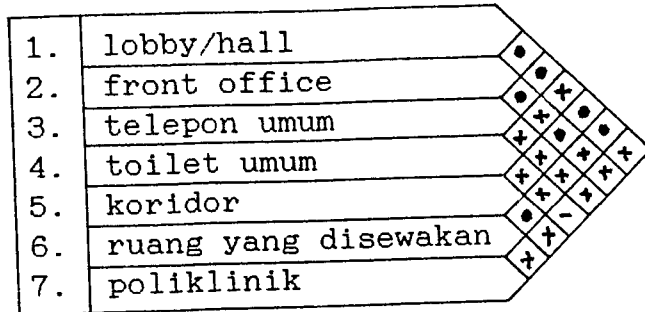 1. lobby/hall
2. front office
3. telepon umum
4. toilet umum
5. koridor
6. ruang yang disewakan
7. poliklinik